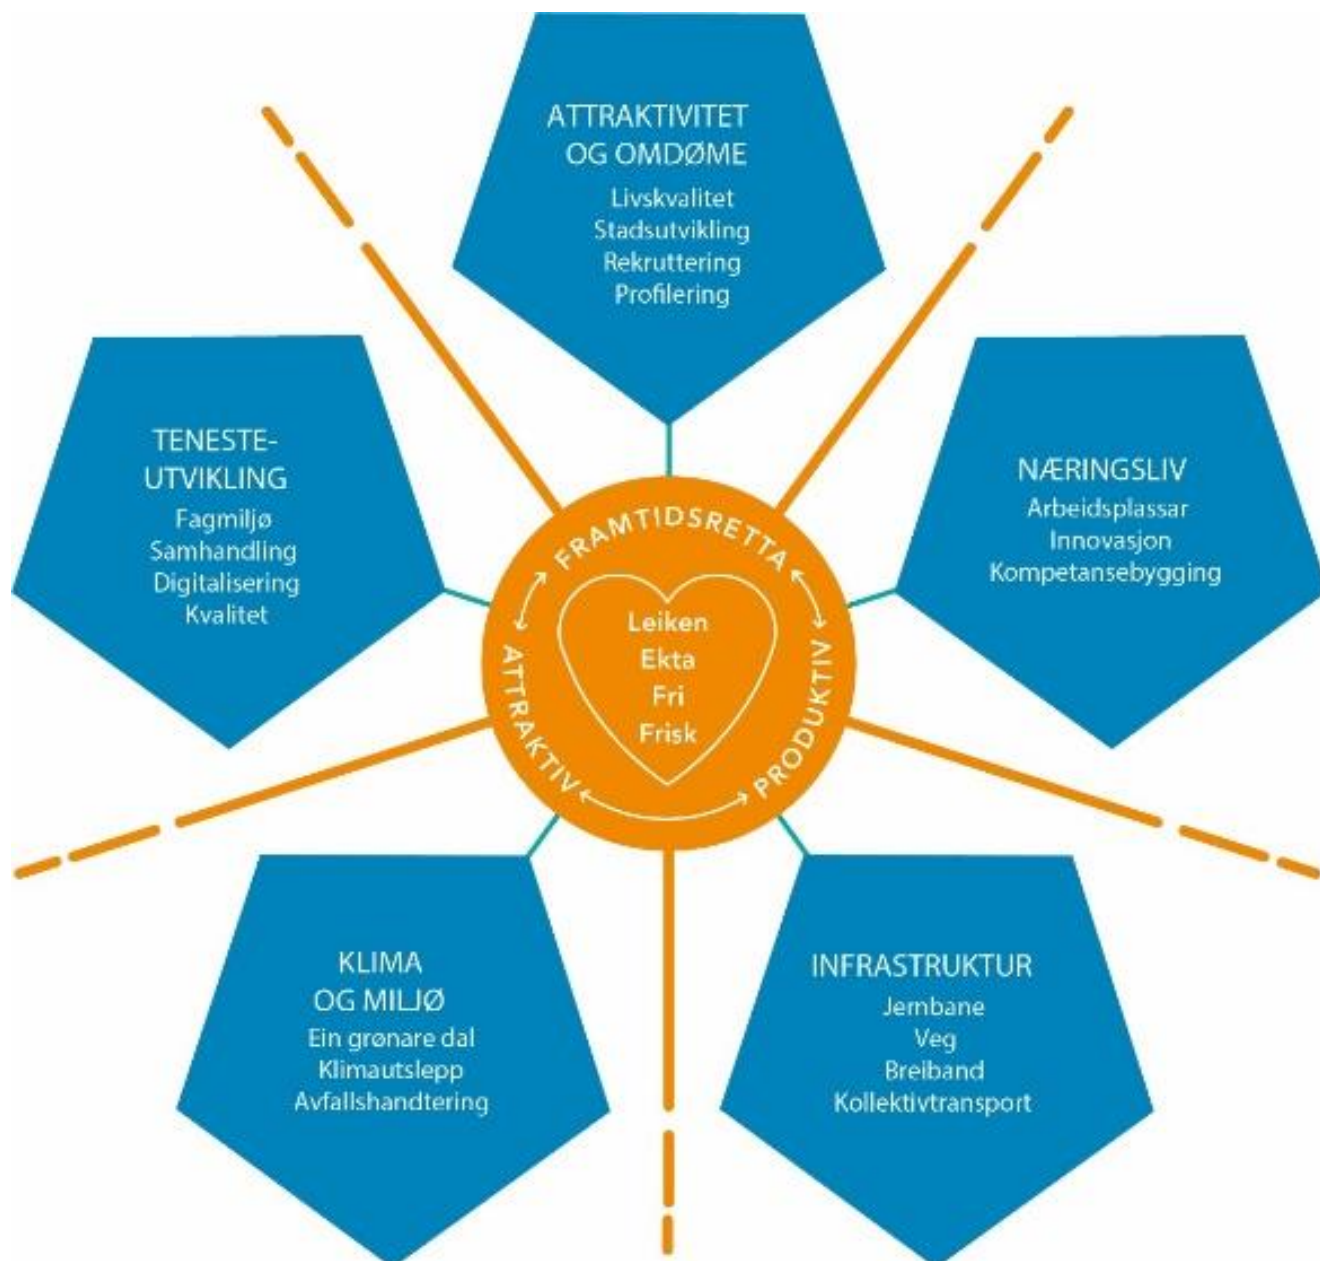 ATTRAKTIVITET
OG OMDØME
Livskvalitet
Stadsutvikling
Rekruttering
Profilering
TENESTE-
UTVIKLING
Fagmiljø
Samhandling
Digitalisering
Kvalitet
NÆRINGSLIV
Arbeidsplassar
Innovasjon
Kompetansebygging
FRAMTIDSRETTA
ATTRAKTIV
PRODUKTIV
Leiken
Ekta
Fri
Frisk
KLIMA
OG MILJØ
Ein grønare dal
Klimautslepp
Avfallshandtering
INFRASTRUKTUR
Jernbane
Veg
Breiband
Kollektivtransport